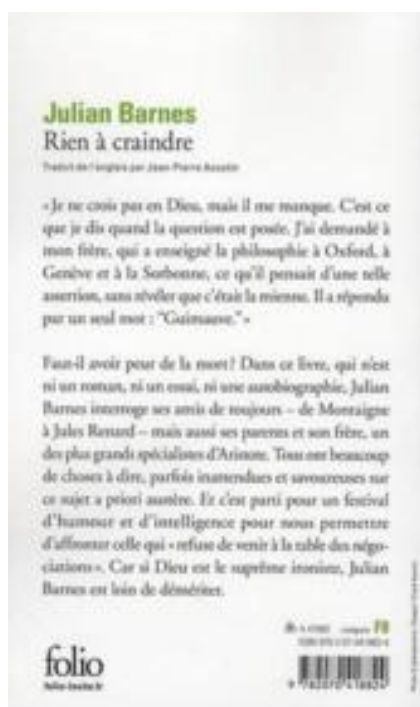 Julian Barnes
Rien à craindre
Traduit de l'anglais par Jean-Pierre Aoustin
« Je ne crois pas en Dieu, mais il me manque. C'est ce
que je dis quand la question est posée. J'ai demandé à
mon frère, qui a enseigné la philosophie à Oxford, à
Genève et à la Sorbonne, ce qu'il pensait d'une telle
assertion, sans révéler que c'était la mienne. Il a répondu
par un seul mot : "Guimauve." »
Faut-il avoir peur de la mort ? Dans ce livre, qui n'est
ni un roman, ni un essai, ni une autobiographie, Julian
Barnes interroge ses amis de toujours – de Montaigne
à Jules Renard – mais aussi ses parents et son frère, un
des plus grands spécialistes d'Aristote. Tous ont beaucoup
de choses à dire, parfois inattendues et savoureuses sur
ce sujet a priori austère. Et c'est parti pour un festival
d'humour et d'intelligence pour nous permettre
d'affronter celle qui « refuse de venir à la table des négo-
ciations ». Car si Dieu est le suprême ironiste, Julian
Barnes est loin de démériter.
catégorie F8
folio
folio-lesite.fr
9 782070 418824